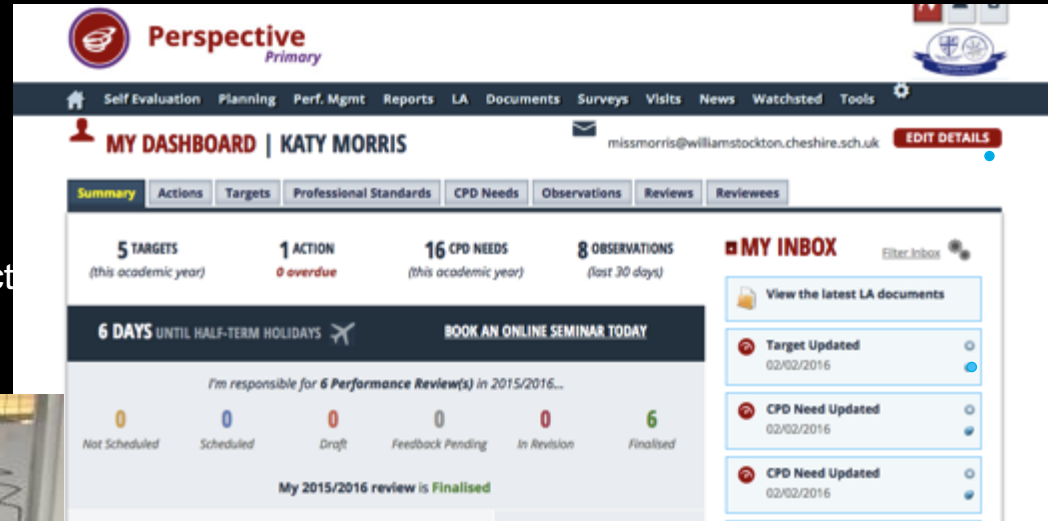 Perspective
Primary
Self Evaluation Planning Perf. Mgmt Reports LA Documents Surveys Visits News Watchsted Tools
MY DASHBOARD | KATY MORRIS
missmorris@williamstockton.cheshire.sch.uk EDIT DETAILS
Summary Actions Targets Professional Standards CPD Needs Observations Reviews Reviewees
5 TARGETS 1 ACTION 16 CPD NEEDS 8 OBSERVATIONS
(this academic year) 0 overdue (this academic year) (last 30 days)
6 DAYS UNTIL HALF-TERM HOLIDAYS BOOK AN ONLINE SEMINAR TODAY
I'm responsible for 6 Performance Review(s) in 2015/2016...
0 0 0 0 0 6
Not Scheduled Scheduled Draft Feedback Pending In Revision Finalised
My 2015/2016 review is Finalised
MY INBOX Filter Inbox
View the latest LA documents
Target Updated
02/02/2016
CPD Need Updated
02/02/2016
CPD Need Updated
02/02/2016